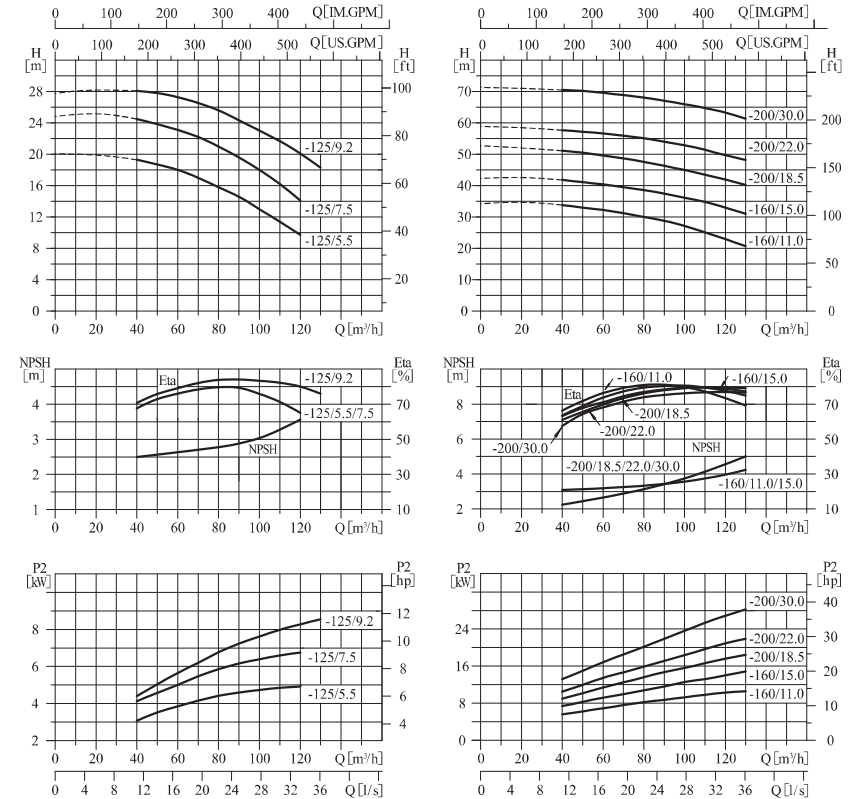 0 100 200 300 400 Q[IM.GPM]
0 100 200 300 400 500 Q[US.GPM]
H
[m]
H
[ft]
28
24
20
16
12
8
4
0
100
80
60
40
20
-125/9.2
-125/7.5
-125/5.5
0 20 40 60 80 100 120 Q[m³/h]
0 100 200 300 400 Q[IM.GPM]
0 100 200 300 400 500 Q[US.GPM]
H
[m]
H
[ft]
70
60
50
40
30
20
10
0
200
150
100
50
0
-200/30.0
-200/22.0
-200/18.5
-160/15.0
-160/11.0
0 20 40 60 80 100 120 Q[m³/h]
NPSH
[m]
Eta
[%]
4
3
2
1
70
50
30
10
Eta
-125/9.2
-125/5.5/7.5
NPSH
0 20 40 60 80 100 120 Q[m³/h]
NPSH
[m]
Eta
[%]
8
6
4
2
70
50
30
10
-160/11.0
-160/15.0
Eta
-200/18.5
-200/22.0
-200/30.0
NPSH
-200/18.5/22.0/30.0
-160/11.0/15.0
0 20 40 60 80 100 120 Q[m³/h]
P2
[kW]
P2
[hp]
8
6
4
2
12
10
8
6
4
-125/9.2
-125/7.5
-125/5.5
0 20 40 60 80 100 120 Q[m³/h]
0 4 8 12 16 20 24 28 32 36 Q[l/s]
P2
[kW]
P2
[hp]
24
16
8
0
40
30
20
10
0
-200/30.0
-200/22.0
-200/18.5
-160/15.0
-160/11.0
0 20 40 60 80 100 120 Q[m³/h]
0 4 8 12 16 20 24 28 32 36 Q[l/s]